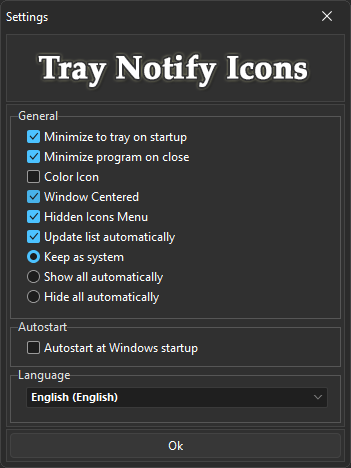 Settings
Tray Notify Icons
General
Minimize to tray on startup
Minimize program on close
Color Icon
Window Centered
Hidden Icons Menu
Update list automatically
Keep as system
Show all automatically
Hide all automatically
Autostart
Autostart at Windows startup
Language
English (English)
Ok